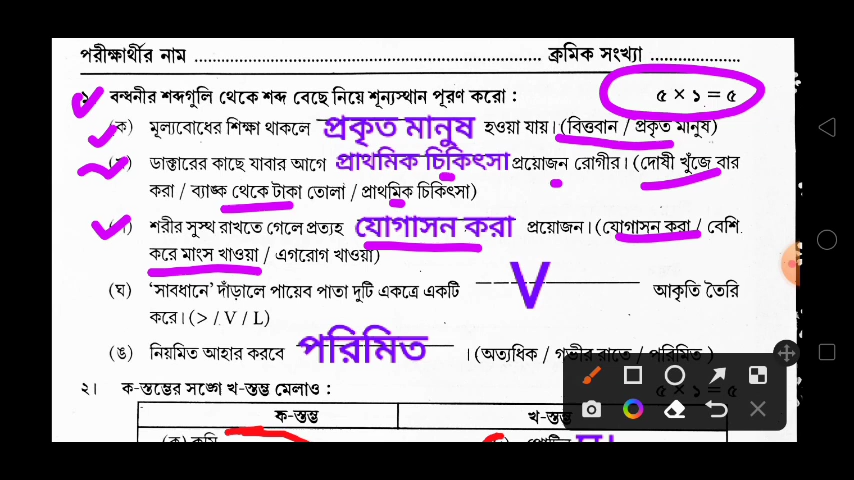 পরীক্ষার্থীর নাম ........................................................................ ক্রমিক সংখ্যা ......................
১। বন্ধনীর শব্দগুলি থেকে শব্দ বেছে নিয়ে শূন্যস্থান পূরণ করো : ৫ × ১ = ৫
(ক) মূল্যবোধের শিক্ষা থাকলে প্রকৃত মানুষ হওয়া যায়। (বিত্তবান / প্রকৃত মানুষ)
ডাক্তারের কাছে যাবার আগে প্রাথমিক চিকিৎসা প্রয়োজন রোগীর। (দোষী খুঁজে বার
করা / ব্যাঙ্ক থেকে টাকা তোলা / প্রাথমিক চিকিৎসা)
শরীর সুস্থ রাখতে গেলে প্রত্যহ যোগাসন করা প্রয়োজন। (যোগাসন করা / বেশি
করে মাংস খাওয়া / এগরোল খাওয়া)
(ঘ) ‘সাবধানে’ দাঁড়ালে পায়ের পাতা দুটি একত্রে একটি V আকৃতি তৈরি
করে। (> / V / L)
(ঙ) নিয়মিত আহার করবে পরিমিত । (অত্যধিক / গভীর রাতে / পরিমিত )
২। ক-স্তম্ভের সঙ্গে খ-স্তম্ভ মেলাও : ৫ × ১ = ৫
ক-স্তম্ভ খ-স্তম্ভ